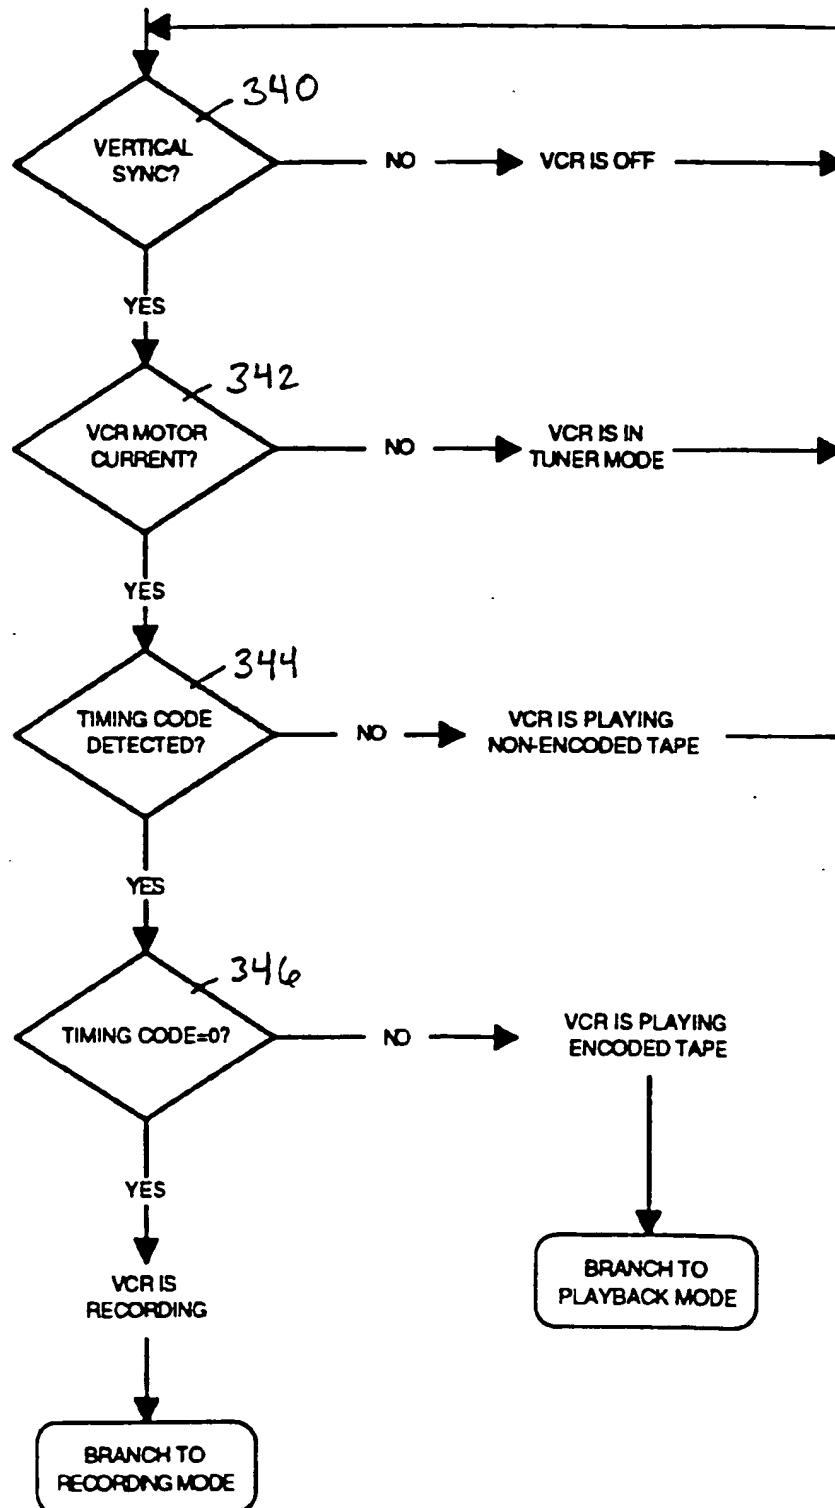 340
VERTICAL
SYNC?
NO
VCR IS OFF
YES
342
VCR MOTOR
CURRENT?
NO
VCR IS IN
TUNER MODE
YES
344
TIMING CODE
DETECTED?
NO
VCR IS PLAYING
NON-ENCODED TAPE
YES
346
TIMING CODE=0?
NO
VCR IS PLAYING
ENCODED TAPE
YES
VCR IS
RECORDING
BRANCH TO
PLAYBACK MODE
BRANCH TO
RECORDING MODE